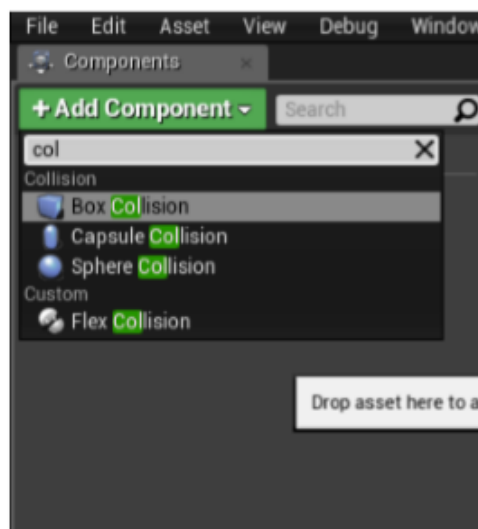 File Edit Asset View Debug Window
Components
+ Add Component
Search
col
Collision
Box Collision
Capsule Collision
Sphere Collision
Custom
Flex Collision
Drop asset here to a